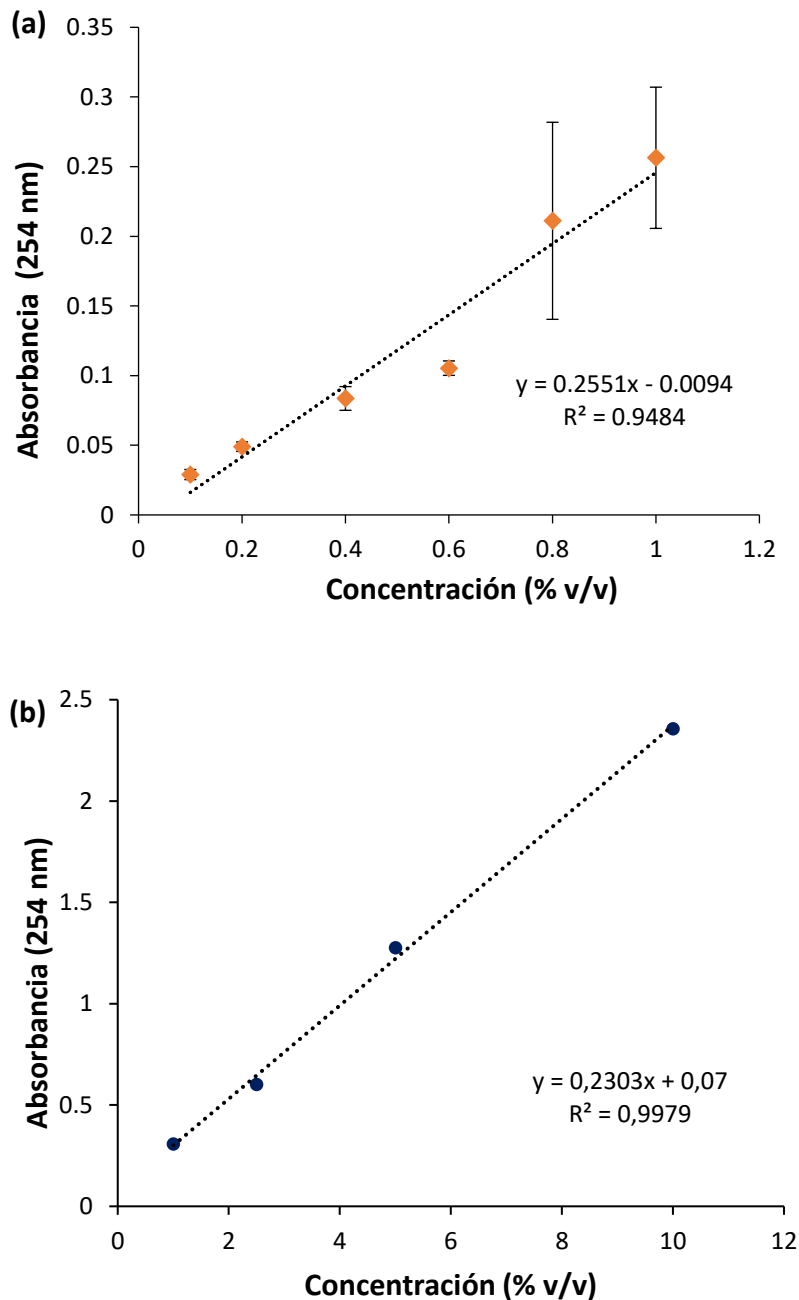 (a)
0.35
0.3
0.25
0.2
0.15
0.1
0.05
0
Absorbancia (254 nm)
y = 0.2551x - 0.0094
R² = 0.9484
0 0.2 0.4 0.6 0.8 1 1.2
Concentración (% v/v)
(b)
2.5
2
1.5
1
0.5
0
Absorbancia (254 nm)
y = 0,2303x + 0,07
R² = 0,9979
0 2 4 6 8 10 12
Concentración (% v/v)